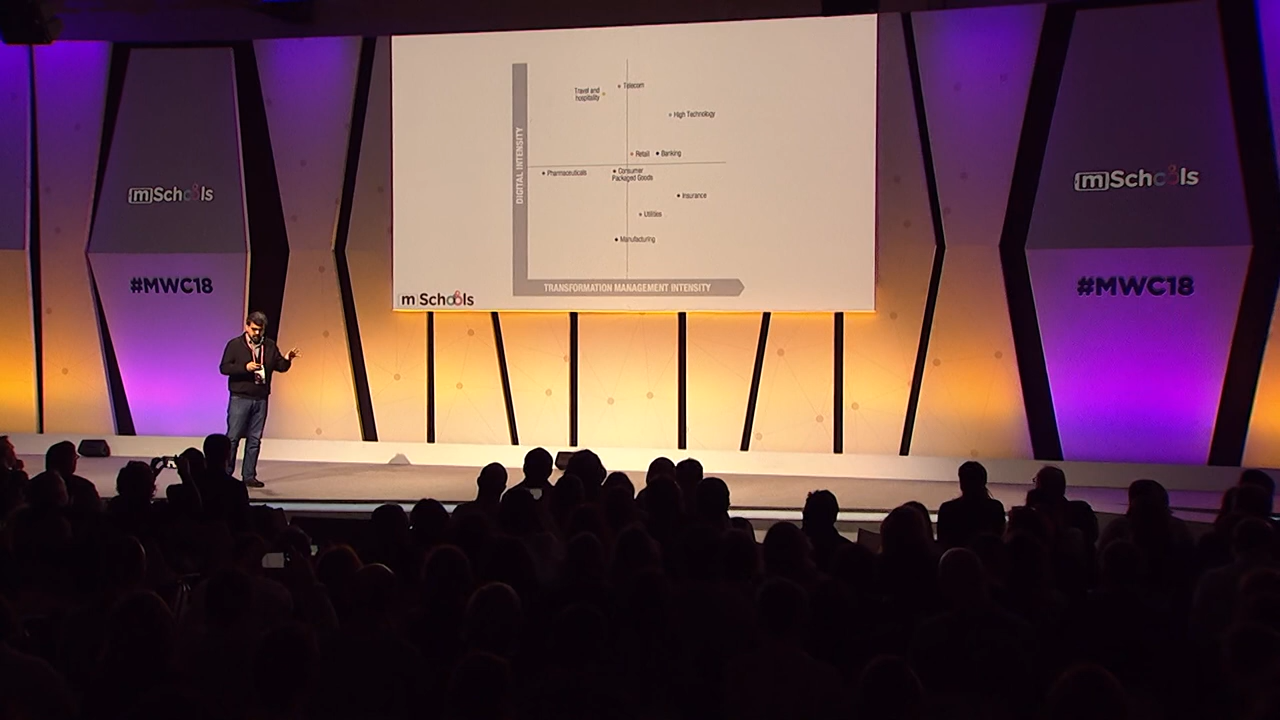 Travel and
hospitality
Telecom
High Technology
Retail
Banking
Pharmaceuticals
Consumer
Packaged Goods
Insurance
Utilities
Manufacturing
DIGITAL INTENSITY
TRANSFORMATION MANAGEMENT INTENSITY
mSchools
mSchools
#MWC18
mSchools
#MWC18